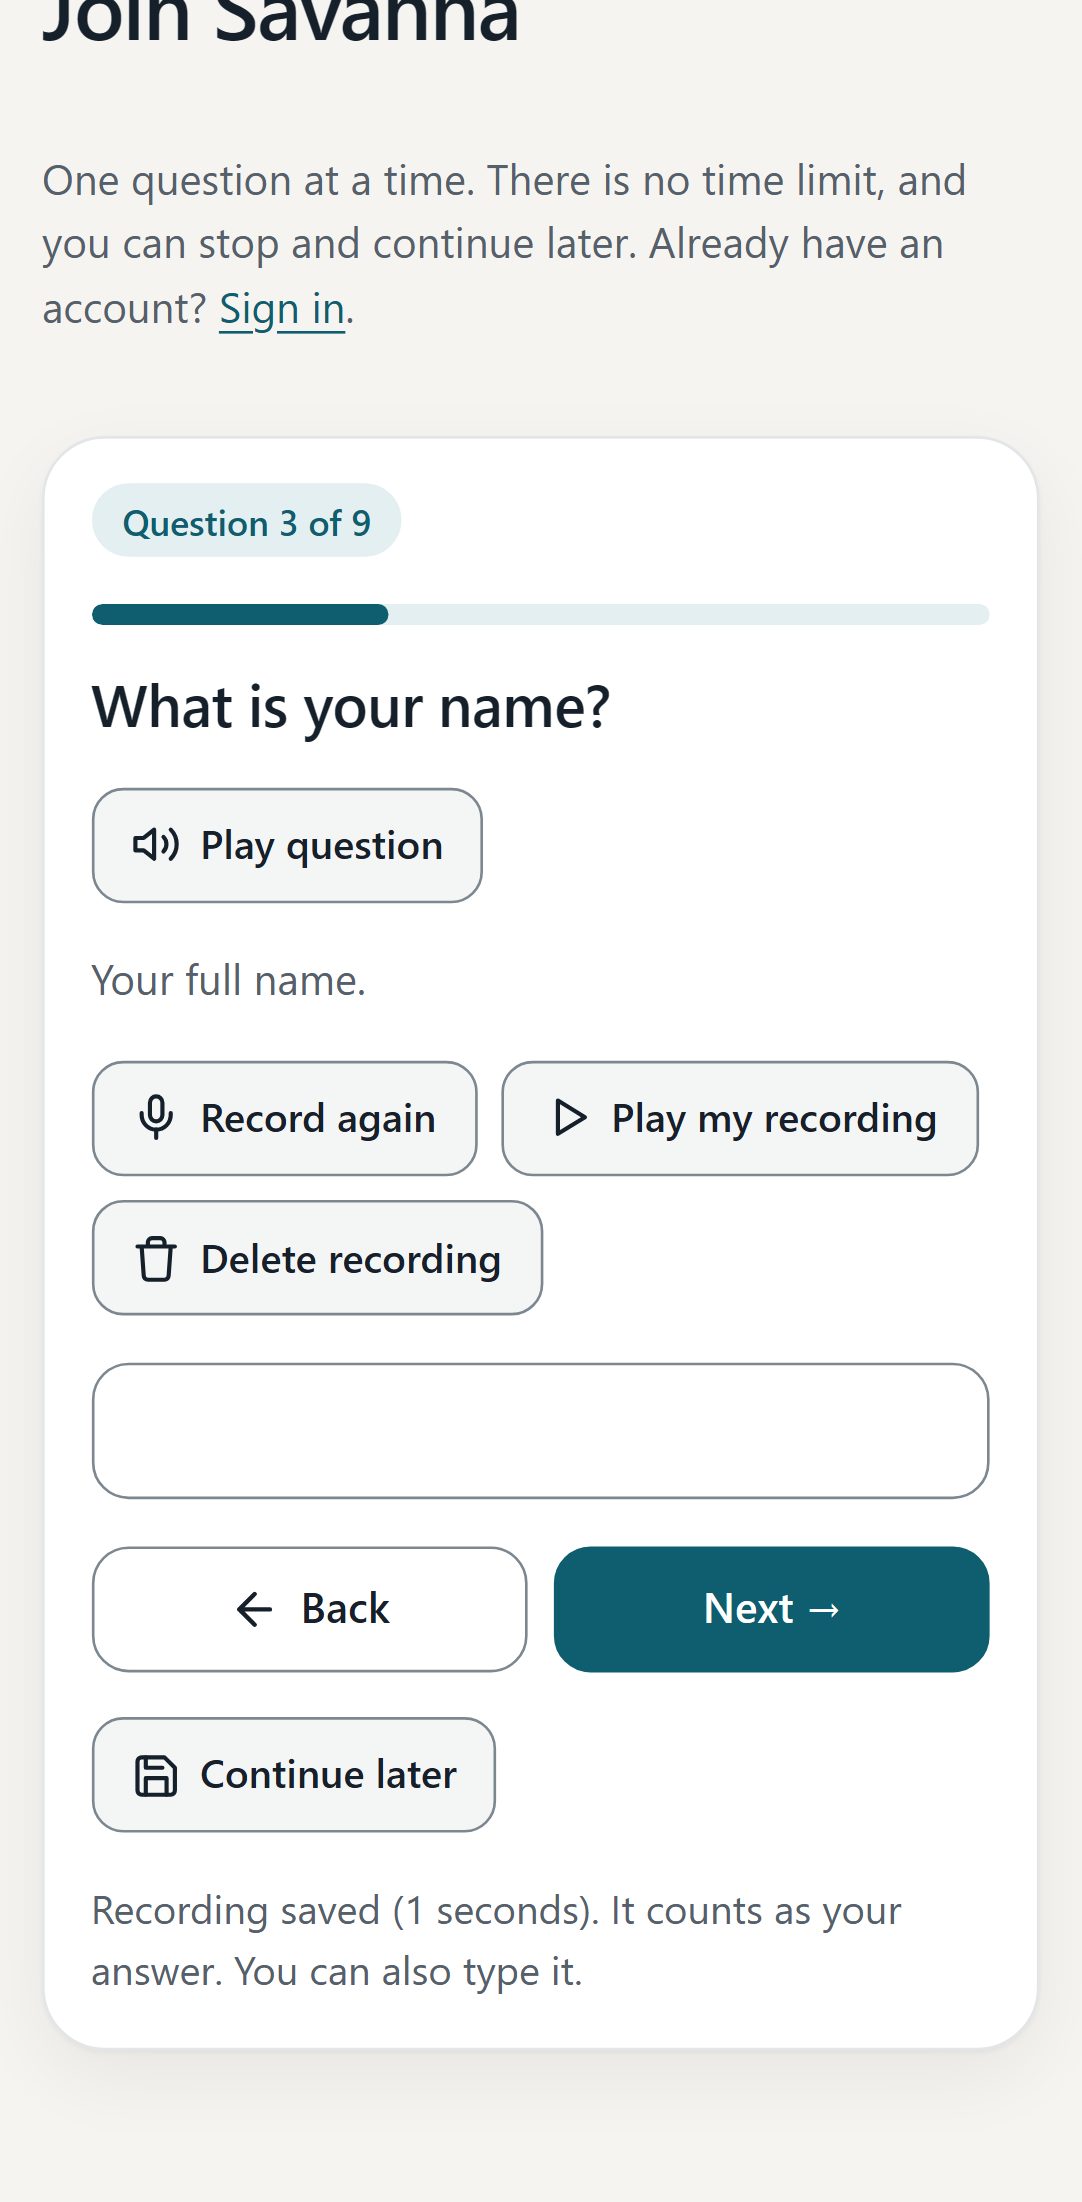 Join Savanna
One question at a time. There is no time limit, and
you can stop and continue later. Already have an
account? Sign in.
Question 3 of 9
What is your name?
Play question
Your full name.
Record again
Play my recording
Delete recording
Back
Next →
Continue later
Recording saved (1 seconds). It counts as your
answer. You can also type it.